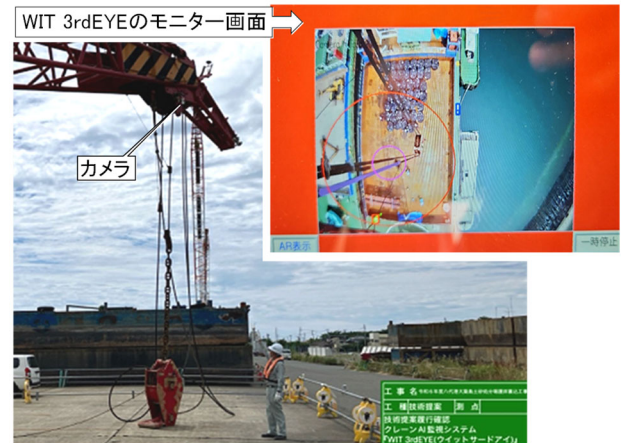 WIT 3rdEYEのモニター画面
カメラ
AR表示
一時停止
工事名
工種 技術提案 測点
技術提案履行確認
クレーンAI監視システム
『WIT 3rdEYE(ウイットサードアイ)』